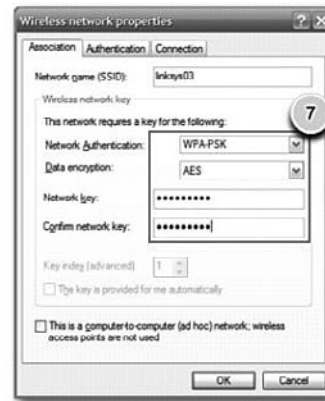 Wireless network properties
Association Authentication Connection
Network name (SSID): linksys03
Wireless network key
This network requires a key for the following:
7
Network Authentication: WPA-PSK
Data encryption: AES
Network key: •••••••••
Confirm network key: •••••••••
Key index (advanced): 1
The key is provided for me automatically
This is a computer-to-computer (ad hoc) network; wireless
access points are not used
OK Cancel